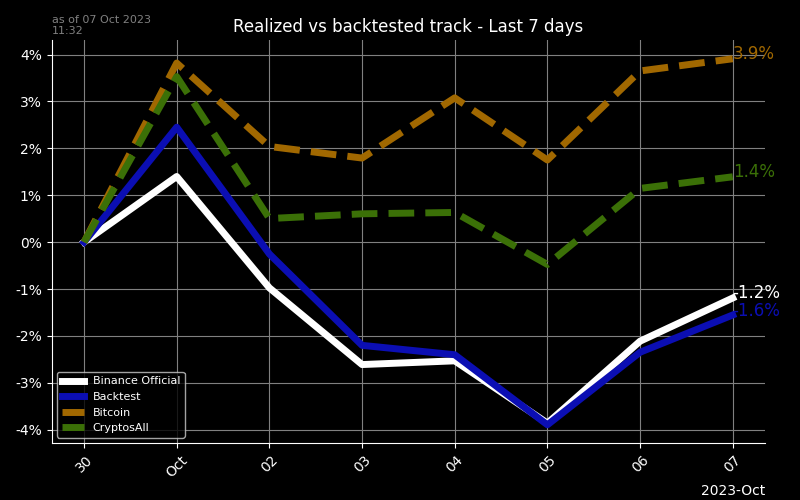 as of 07 Oct 2023
11:32
Realized vs backtested track - Last 7 days
4%
3%
2%
1%
0%
-1%
-2%
-3%
-4%
3.9%
1.4%
-1.2%
-1.6%
Binance Official
Backtest
Bitcoin
CryptosAll
30
Oct
02
03
04
05
06
07
2023-Oct